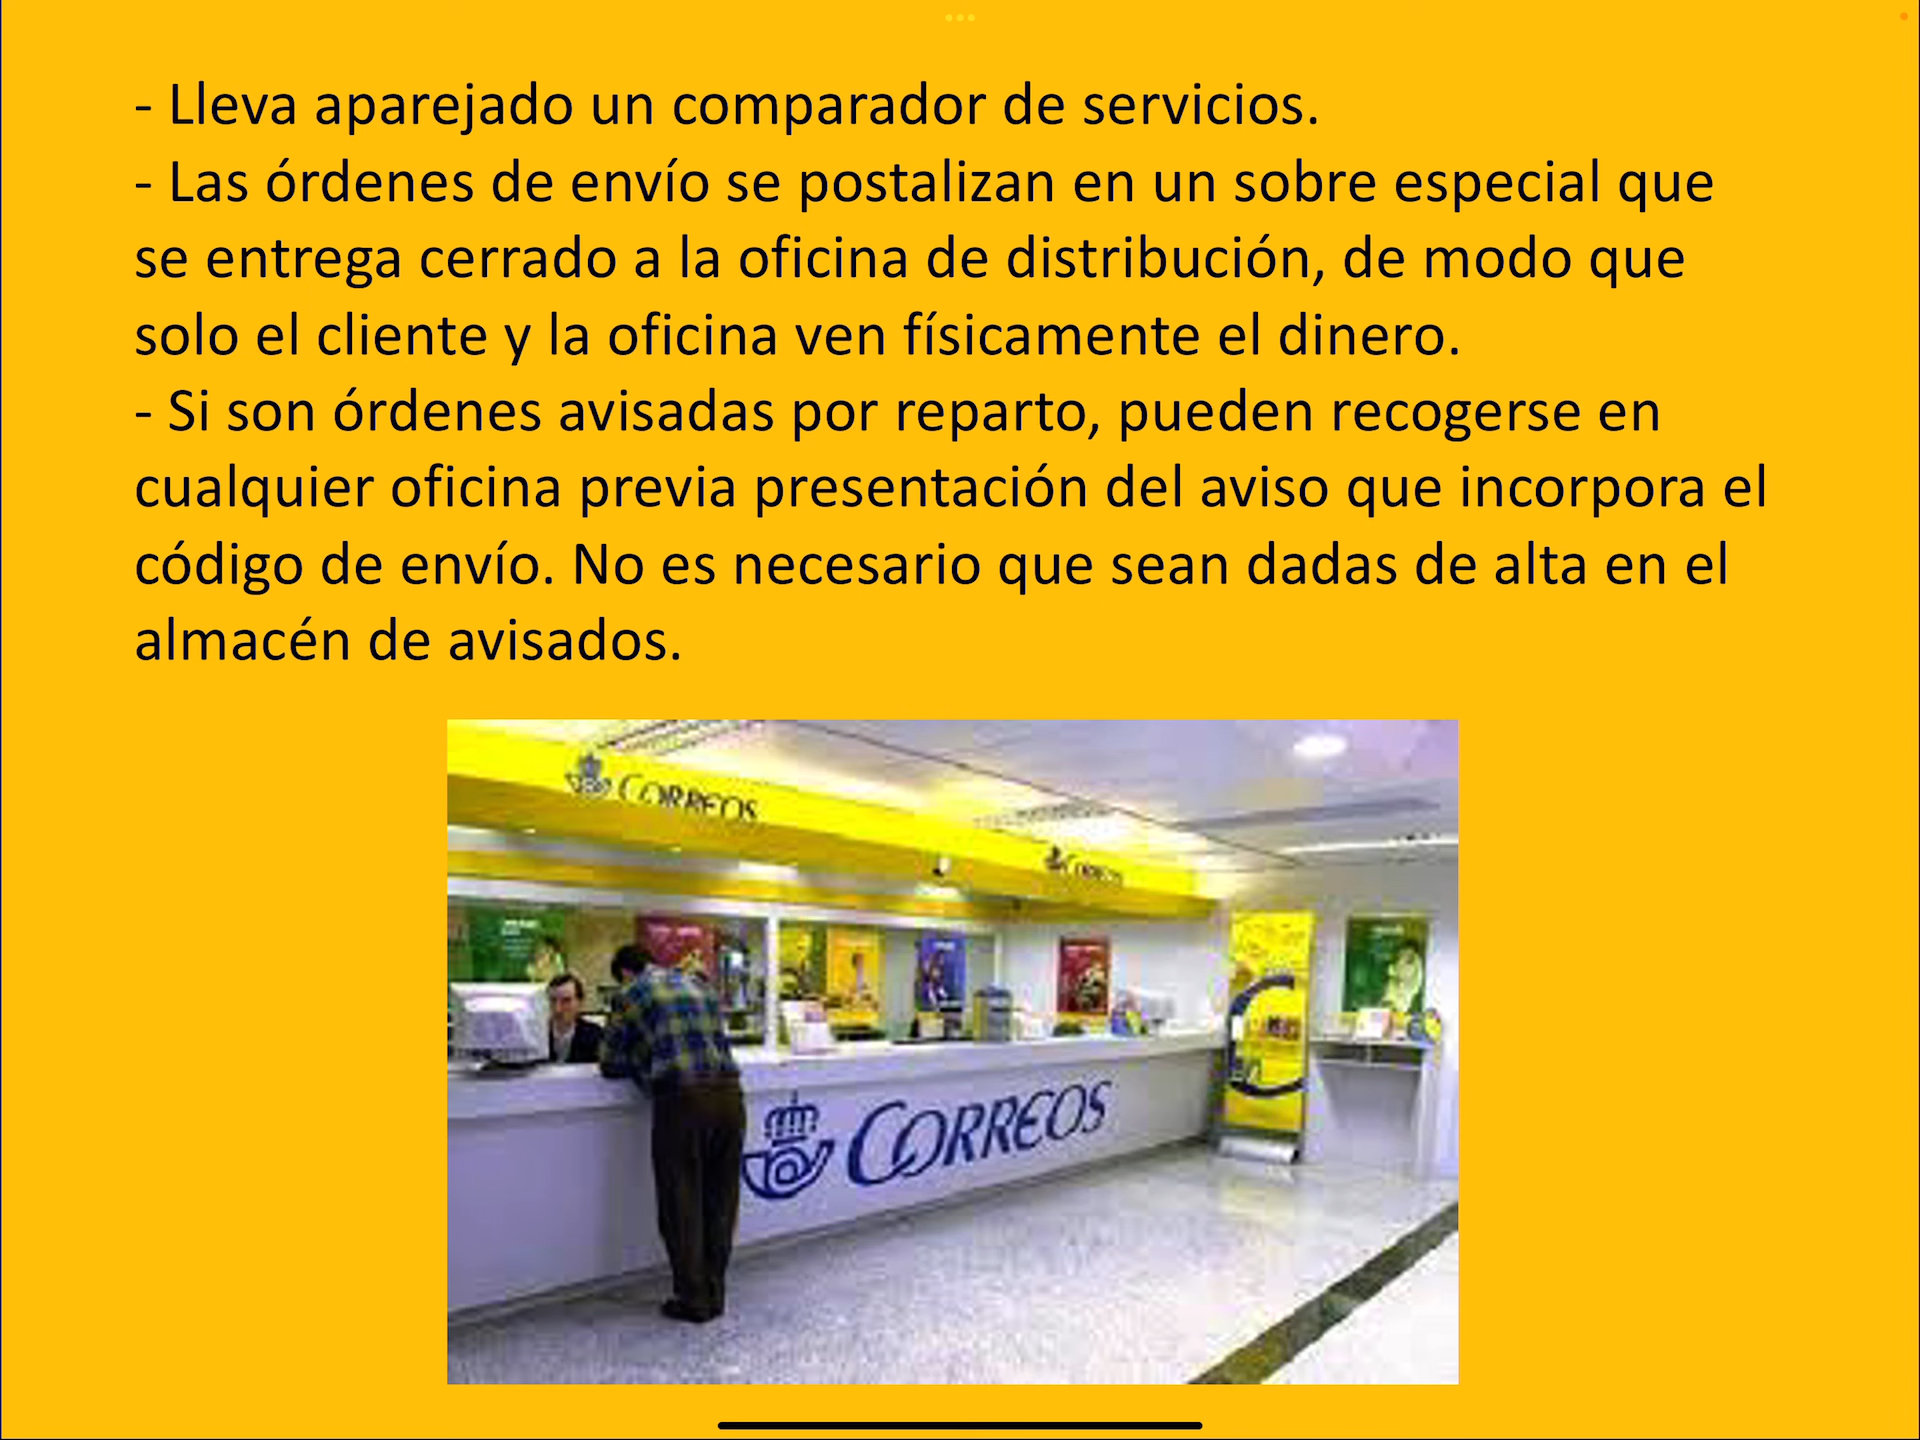 - Lleva aparejado un comparador de servicios.
- Las órdenes de envío se postalizan en un sobre especial que
se entrega cerrado a la oficina de distribución, de modo que
solo el cliente y la oficina ven físicamente el dinero.
- Si son órdenes avisadas por reparto, pueden recogerse en
cualquier oficina previa presentación del aviso que incorpora el
código de envío. No es necesario que sean dadas de alta en el
almacén de avisados.
CORREOS
CORREOS
CORREOS